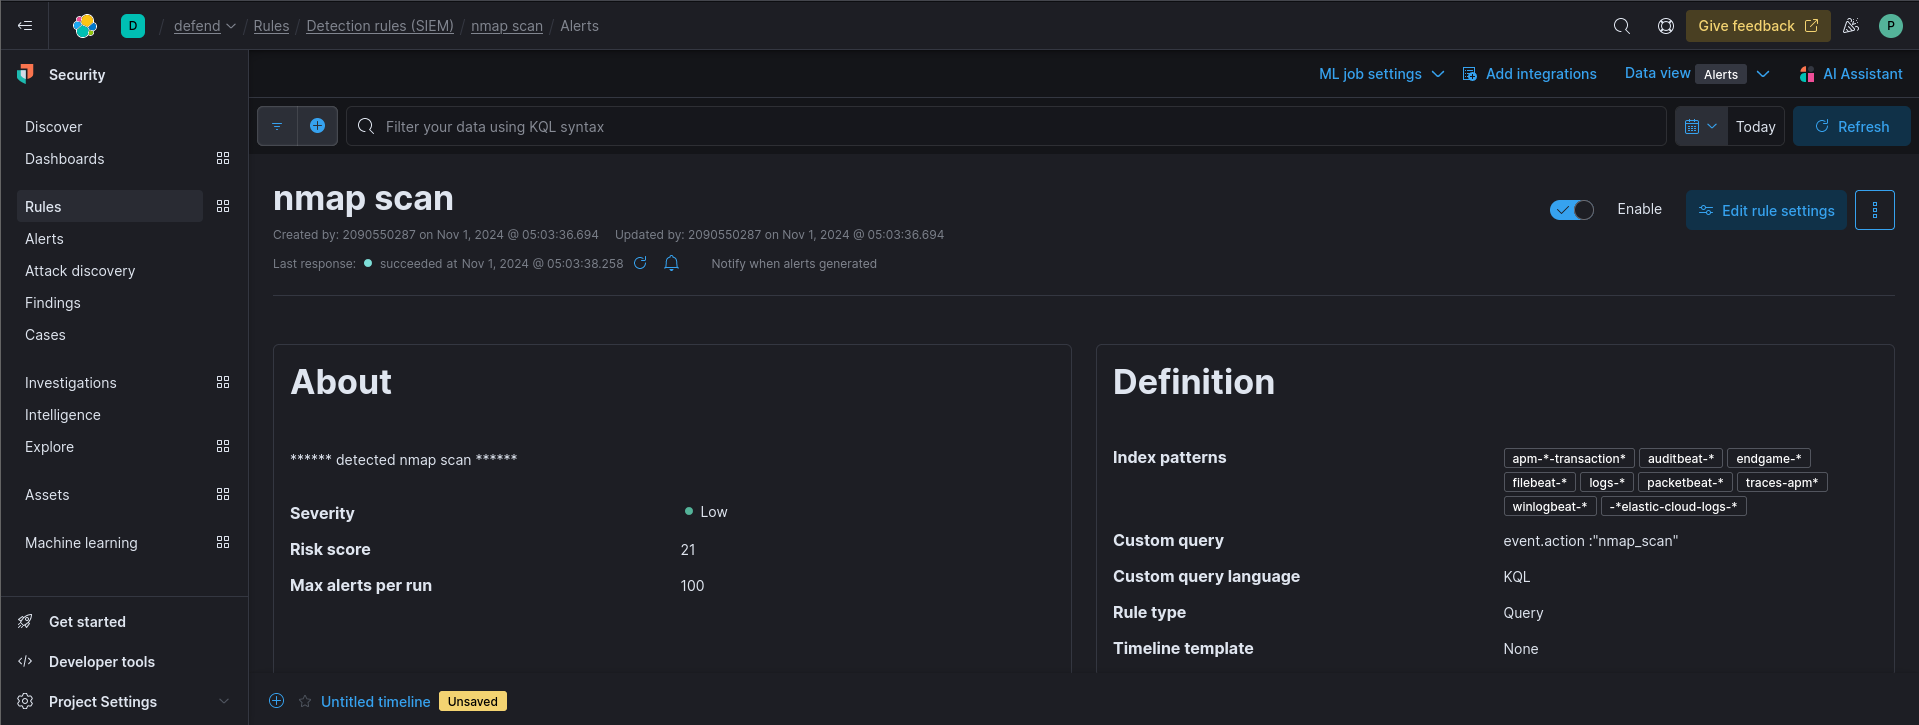 D / defend / Rules / Detection rules (SIEM) / nmap scan / Alerts
Give feedback
P
Security
ML job settings
Add integrations
Data view Alerts
AI Assistant
Discover
Dashboards
Rules
Alerts
Attack discovery
Findings
Cases
Investigations
Intelligence
Explore
Assets
Machine learning
Get started
Developer tools
Project Settings
Filter your data using KQL syntax
Today
Refresh
nmap scan
Enable
Edit rule settings
Created by: 2090550287 on Nov 1, 2024 @ 05:03:36.694 Updated by: 2090550287 on Nov 1, 2024 @ 05:03:36.694
Last response: succeeded at Nov 1, 2024 @ 05:03:38.258 Notify when alerts generated
About
****** detected nmap scan ******
Severity Low
Risk score 21
Max alerts per run 100
Definition
Index patterns apm-*-transaction* auditbeat-* endgame-*
filebeat-* logs-* packetbeat-* traces-apm*
winlogbeat-* -*elastic-cloud-logs-*
Custom query event.action :"nmap_scan"
Custom query language KQL
Rule type Query
Timeline template None
Untitled timeline Unsaved